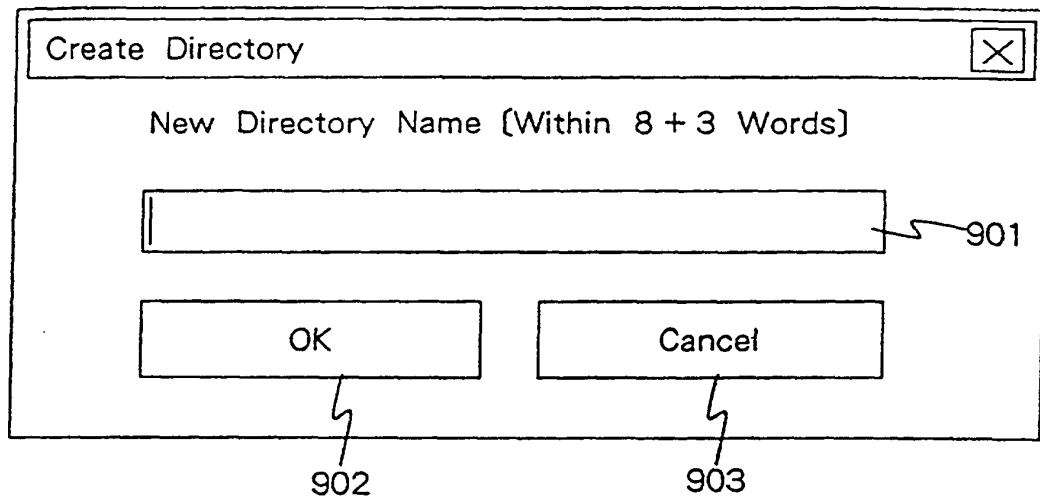 Create Directory
New Directory Name (Within 8 + 3 Words)
901
OK Cancel
902 903